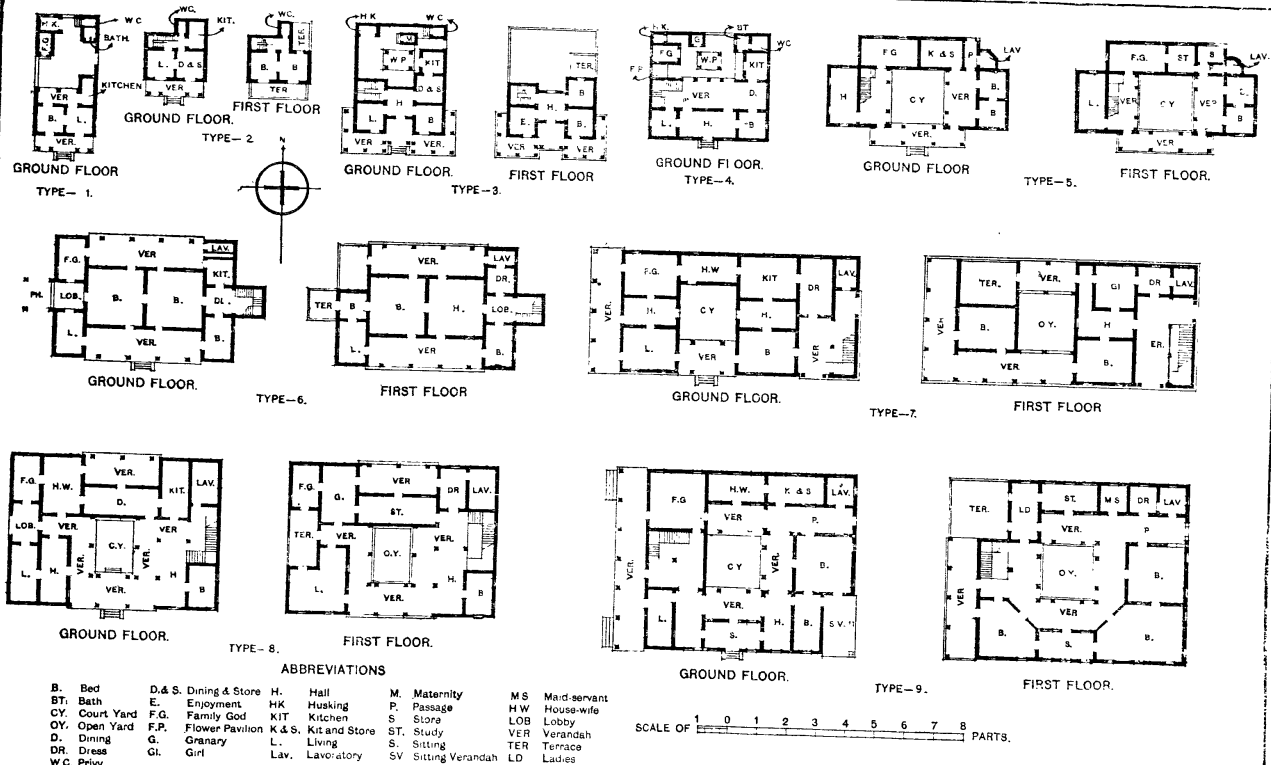 H K. W C
BATH.
F.G.
KITCHEN
VER
B. L.
VER.
GROUND FLOOR
TYPE— 1.
WC. KIT.
L. D & S
VER
GROUND FLOOR.
WC. TER.
B. B
TER
FIRST FLOOR
TYPE— 2
H K W C
W P KIT
D & S
H
L. B
VER VER.
GROUND FLOOR.
TER.
B
H.
E. B.
VER VER
FIRST FLOOR
TYPE—3.
H.K. G BT
F G W.P WC
KIT
F P
VER D.
L. H. B
GROUND FLOOR.
TYPE—4.
F G K & S P LAV
H CY VER B.
B
VER.
GROUND FLOOR
F.G. ST S LAV.
L. VER CY VER L.
B
VER
FIRST FLOOR.
TYPE—5.
N
VER LAV.
F.G. KIT.
PH. LOB. B. B. DL.
L. VER. B.
GROUND FLOOR.
VER. LAV
DR.
TER B B. H. LOB.
L. VER B.
FIRST FLOOR
TYPE—6.
F.G. H.W KIT DR LAV.
VER. H. CY H.
L. VER B VER
GROUND FLOOR.
TER. VER. GI DR LAV.
VER B. OY. H
VER B. ER.
FIRST FLOOR
TYPE—7.
F.G. H.W. VER. KIT. LAV.
D.
LOB. VER. VER
C.Y. VER.
L. H. VER. H
VER. B
GROUND FLOOR.
F.G. G. VER DR LAV.
ST.
TER. VER. O.Y. VER.
L. VER. H. B
FIRST FLOOR.
TYPE— 8.
F.G H.W. K & S LAV.
VER P.
VER. CY VER. B.
VER.
L. S. H. B. S V.
GROUND FLOOR.
TER. LD ST. M S DR LAV
VER. P
VER OY. B.
VER
B. S. B.
FIRST FLOOR.
TYPE—9.
ABBREVIATIONS
B. Bed D.& S. Dining & Store H. Hall M. Maternity M S Maid-servant
BT. Bath E. Enjoyment HK Husking P. Passage H W House-wife
CY. Court Yard F.G. Family God KIT Kitchen S Store LOB Lobby
OY. Open Yard F.P. Flower Pavilion K & S. Kit and Store ST. Study VER Verandah
D. Dining G. Granary L. Living S. Sitting TER Terrace
DR. Dress GI. Girl Lav. Lavoratory SV Sitting Verandah LD Ladies
W C Privy
SCALE OF 1 0 1 2 3 4 5 6 7 8 PARTS.